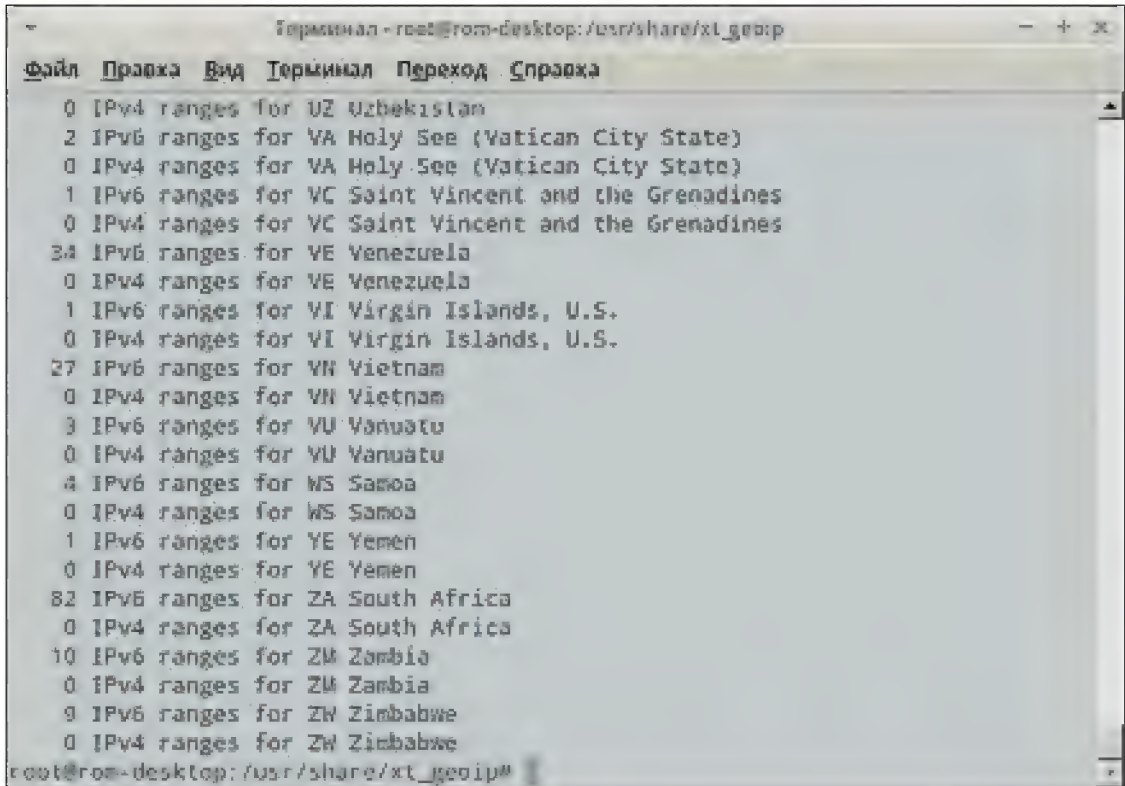 Терминал - root@rom-desktop:/usr/share/xt_geoip
Файл Правка Вид Терминал Переход Справка
0 IPv4 ranges for UZ Uzbekistan
2 IPv6 ranges for VA Holy See (Vatican City State)
0 IPv4 ranges for VA Holy See (Vatican City State)
1 IPv6 ranges for VC Saint Vincent and the Grenadines
0 IPv4 ranges for VC Saint Vincent and the Grenadines
34 IPv6 ranges for VE Venezuela
0 IPv4 ranges for VE Venezuela
1 IPv6 ranges for VI Virgin Islands, U.S.
0 IPv4 ranges for VI Virgin Islands, U.S.
27 IPv6 ranges for VN Vietnam
0 IPv4 ranges for VN Vietnam
3 IPv6 ranges for VU Vanuatu
0 IPv4 ranges for VU Vanuatu
4 IPv6 ranges for WS Samoa
0 IPv4 ranges for WS Samoa
1 IPv6 ranges for YE Yemen
0 IPv4 ranges for YE Yemen
82 IPv6 ranges for ZA South Africa
0 IPv4 ranges for ZA South Africa
10 IPv6 ranges for ZM Zambia
0 IPv4 ranges for ZM Zambia
9 IPv6 ranges for ZW Zimbabwe
0 IPv4 ranges for ZW Zimbabwe
root@rom-desktop:/usr/share/xt_geoip#